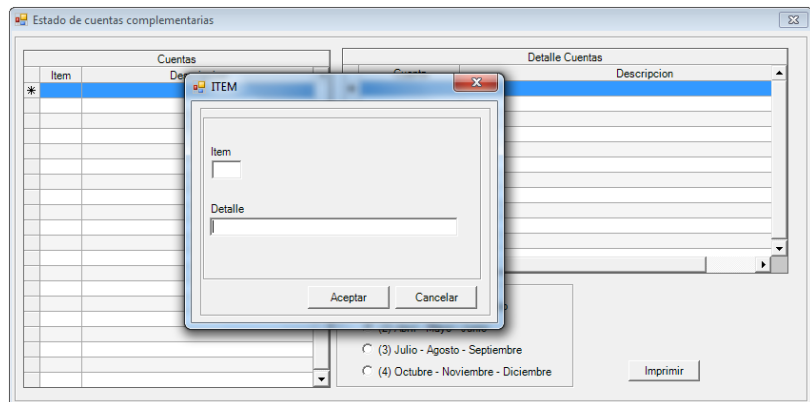 Estado de cuentas complementarias
Cuentas
Detalle Cuentas
Item
Descripcion
*
ITEM
Item
Detalle
Aceptar
Cancelar
(3) Julio - Agosto - Septiembre
(4) Octubre - Noviembre - Diciembre
Imprimir